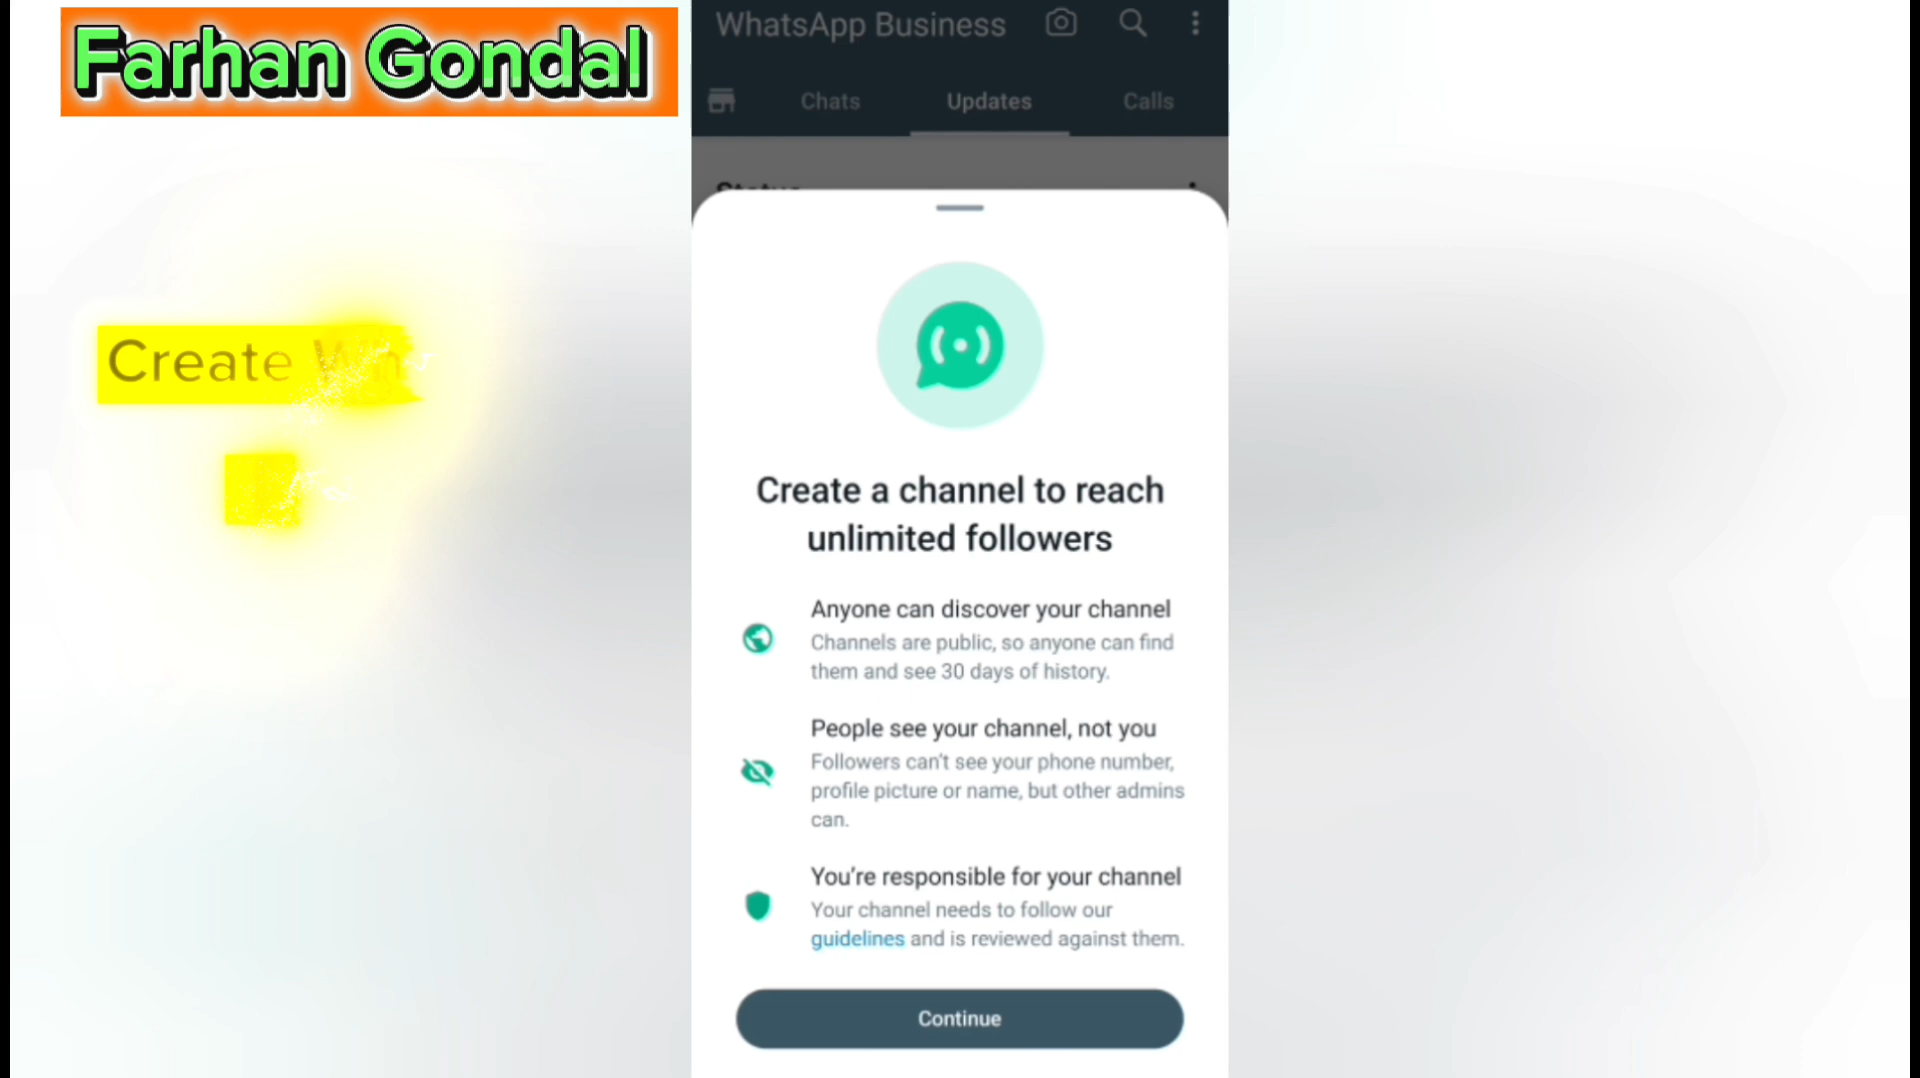 Farhan Gondal
WhatsApp Business
Chats
Updates
Calls
Status
Create Wh
Create a channel to reach
unlimited followers
Anyone can discover your channel
Channels are public, so anyone can find
them and see 30 days of history.
People see your channel, not you
Followers can't see your phone number,
profile picture or name, but other admins
can.
You're responsible for your channel
Your channel needs to follow our
guidelines and is reviewed against them.
Continue